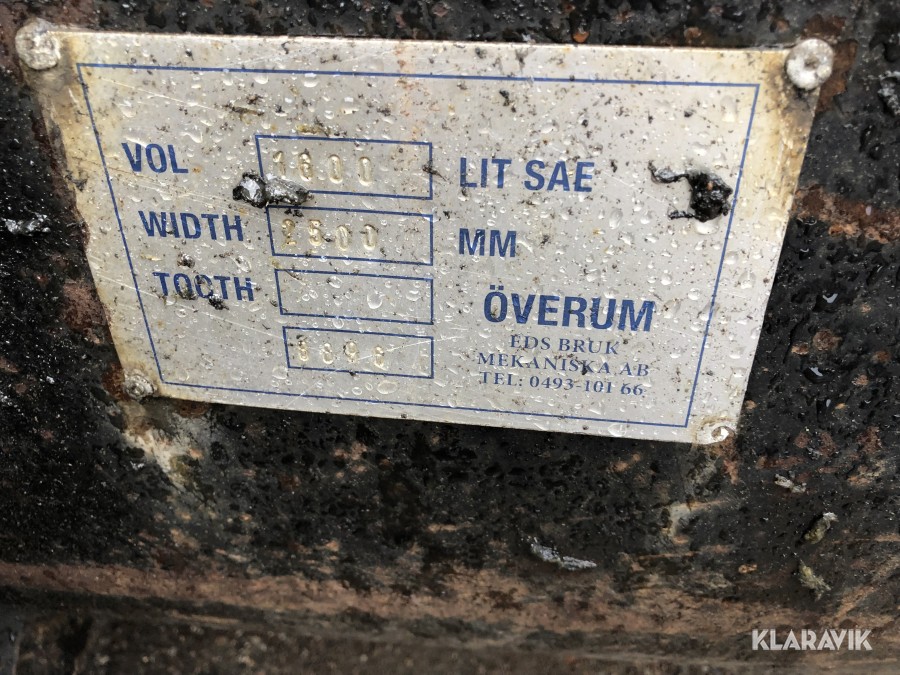 VOL 1600 LIT SAE
WIDTH 2500 MM
TOOTH
ÖVERUM
EDS BRUK
MEKANISKA AB
TEL: 0493-101 66
KLARAVIK